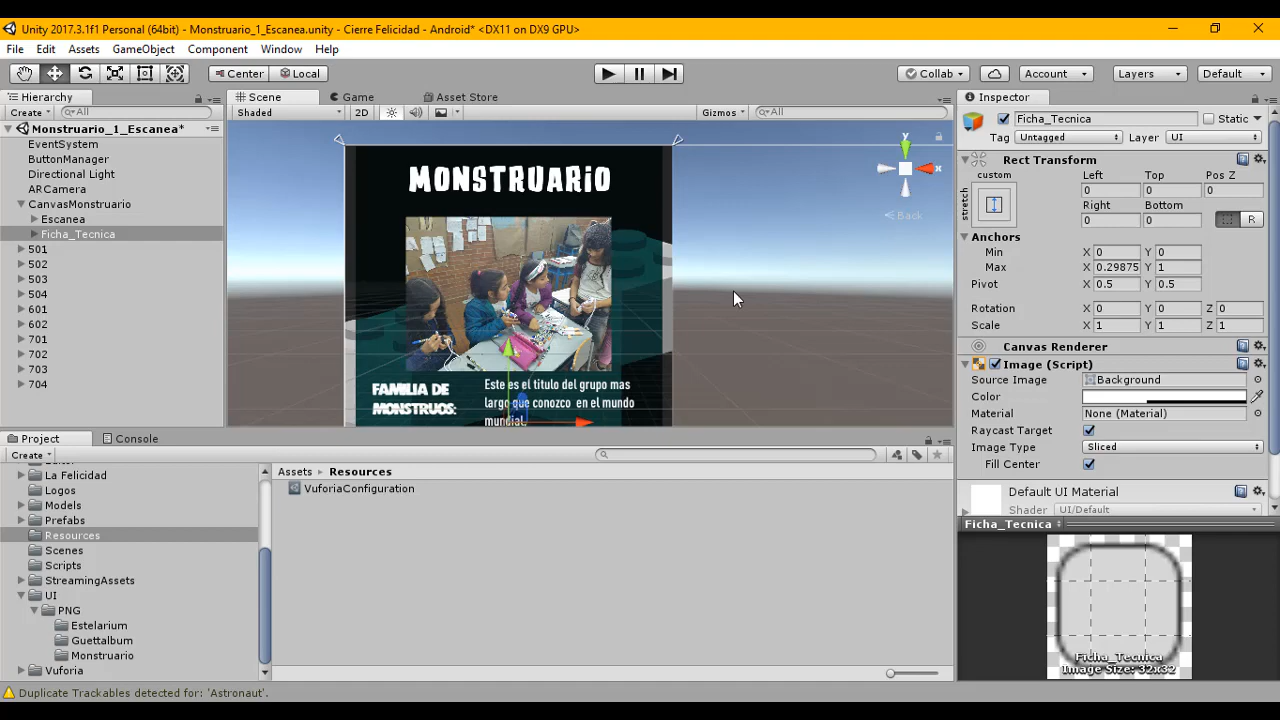 Unity 2017.3.1f1 Personal (64bit) - Monstruario_1_Escanea.unity - Cierre Felicidad - Android* <DX11 on DX9 GPU>
File Edit Assets GameObject Component Window Help
Center Local Collab Account Layers Default
Hierarchy
Create All
Monstruario_1_Escanea*
EventSystem
ButtonManager
Directional Light
ARCamera
CanvasMonstruario
Escanea
Ficha_Tecnica
501
502
503
504
601
602
701
702
703
704
Scene Game Asset Store
Shaded 2D Gizmos All
y
x
Back
MONSTRUARiO
FAMILIA DE
MONSTRUOS:
Este es el titulo del grupo mas
largo que conozco en el mundo
mundial.
Inspector
Ficha_Tecnica Static
Tag Untagged Layer UI
Rect Transform
custom Left Top Pos Z
stretch
0 0 0
Right Bottom
0 0 R
Anchors
Min X 0 Y 0
Max X 0.29875 Y 1
Pivot X 0.5 Y 0.5
Rotation X 0 Y 0 Z 0
Scale X 1 Y 1 Z 1
Canvas Renderer
Image (Script)
Source Image Background
Color
Material None (Material)
Raycast Target
Image Type Sliced
Fill Center
Default UI Material
Shader UI/Default
Ficha_Tecnica
Ficha_Tecnica
Image Size: 32x32
Project Console
Create
La Felicidad
Logos
Models
Prefabs
Resources
Scenes
Scripts
StreamingAssets
UI
PNG
Estelarium
Guettalbum
Monstruario
Vuforia
Assets Resources
VuforiaConfiguration
Duplicate Trackables detected for: 'Astronaut'.